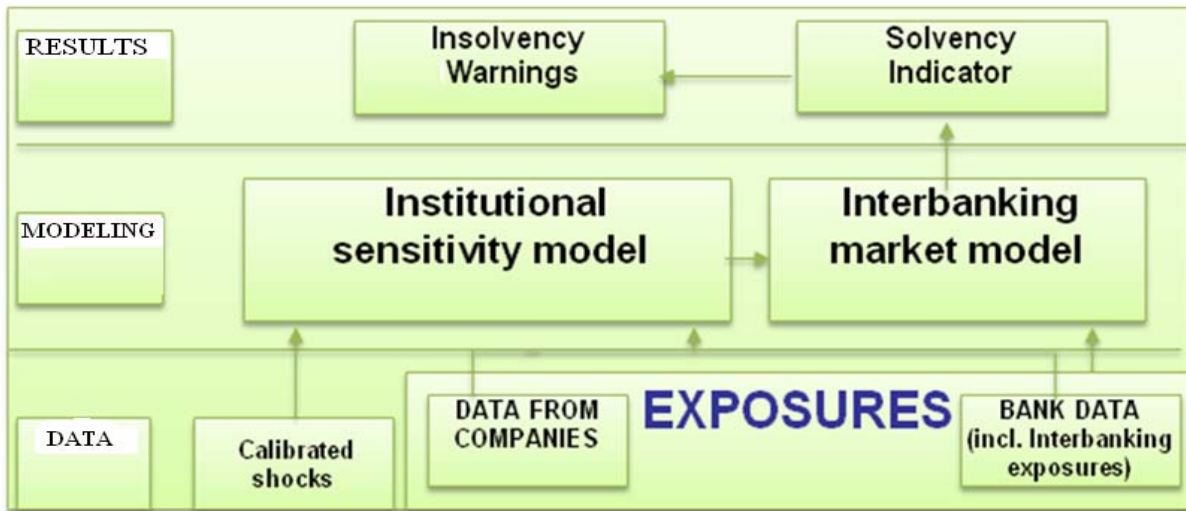 RESULTS
Insolvency
Warnings
Solvency
Indicator
MODELING
Institutional
sensitivity model
Interbanking
market model
DATA
Calibrated
shocks
DATA FROM
COMPANIES
EXPOSURES
BANK DATA
(incl. Interbanking
exposures)